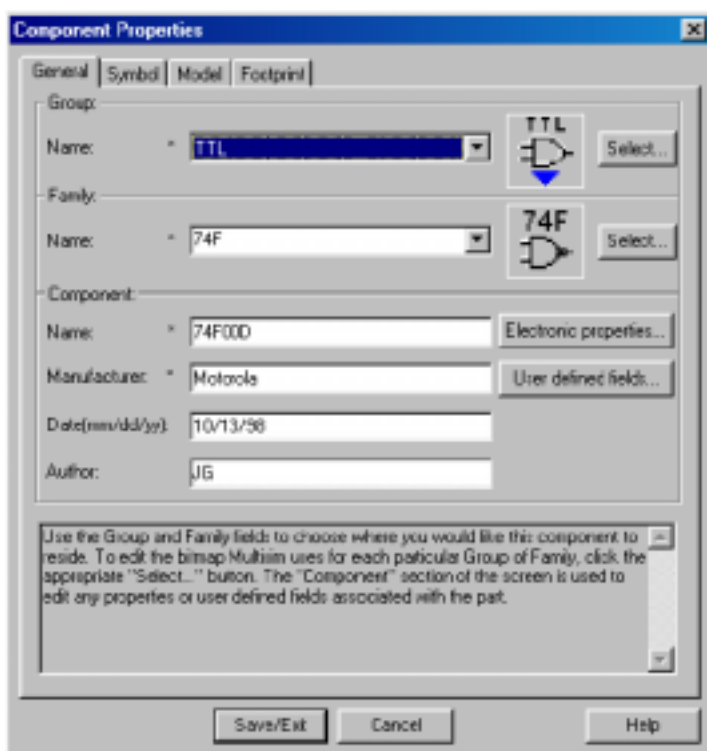 Component Properties
General Symbol Model Footprint
Group:
Name: * TTL TTL Select...
Family:
Name: * 74F 74F Select...
Component:
Name: * 74F00D Electronic properties...
Manufacturer: * Motorola User defined fields...
Date(mm/dd/yy): 10/13/98
Author: JG
Use the Group and Family fields to choose where you would like this component to
reside. To edit the bitmap Multisim uses for each particular Group of Family, click the
appropriate "Select..." button. The "Component" section of the screen is used to
edit any properties or user defined fields associated with the part.
Save/Exit Cancel Help